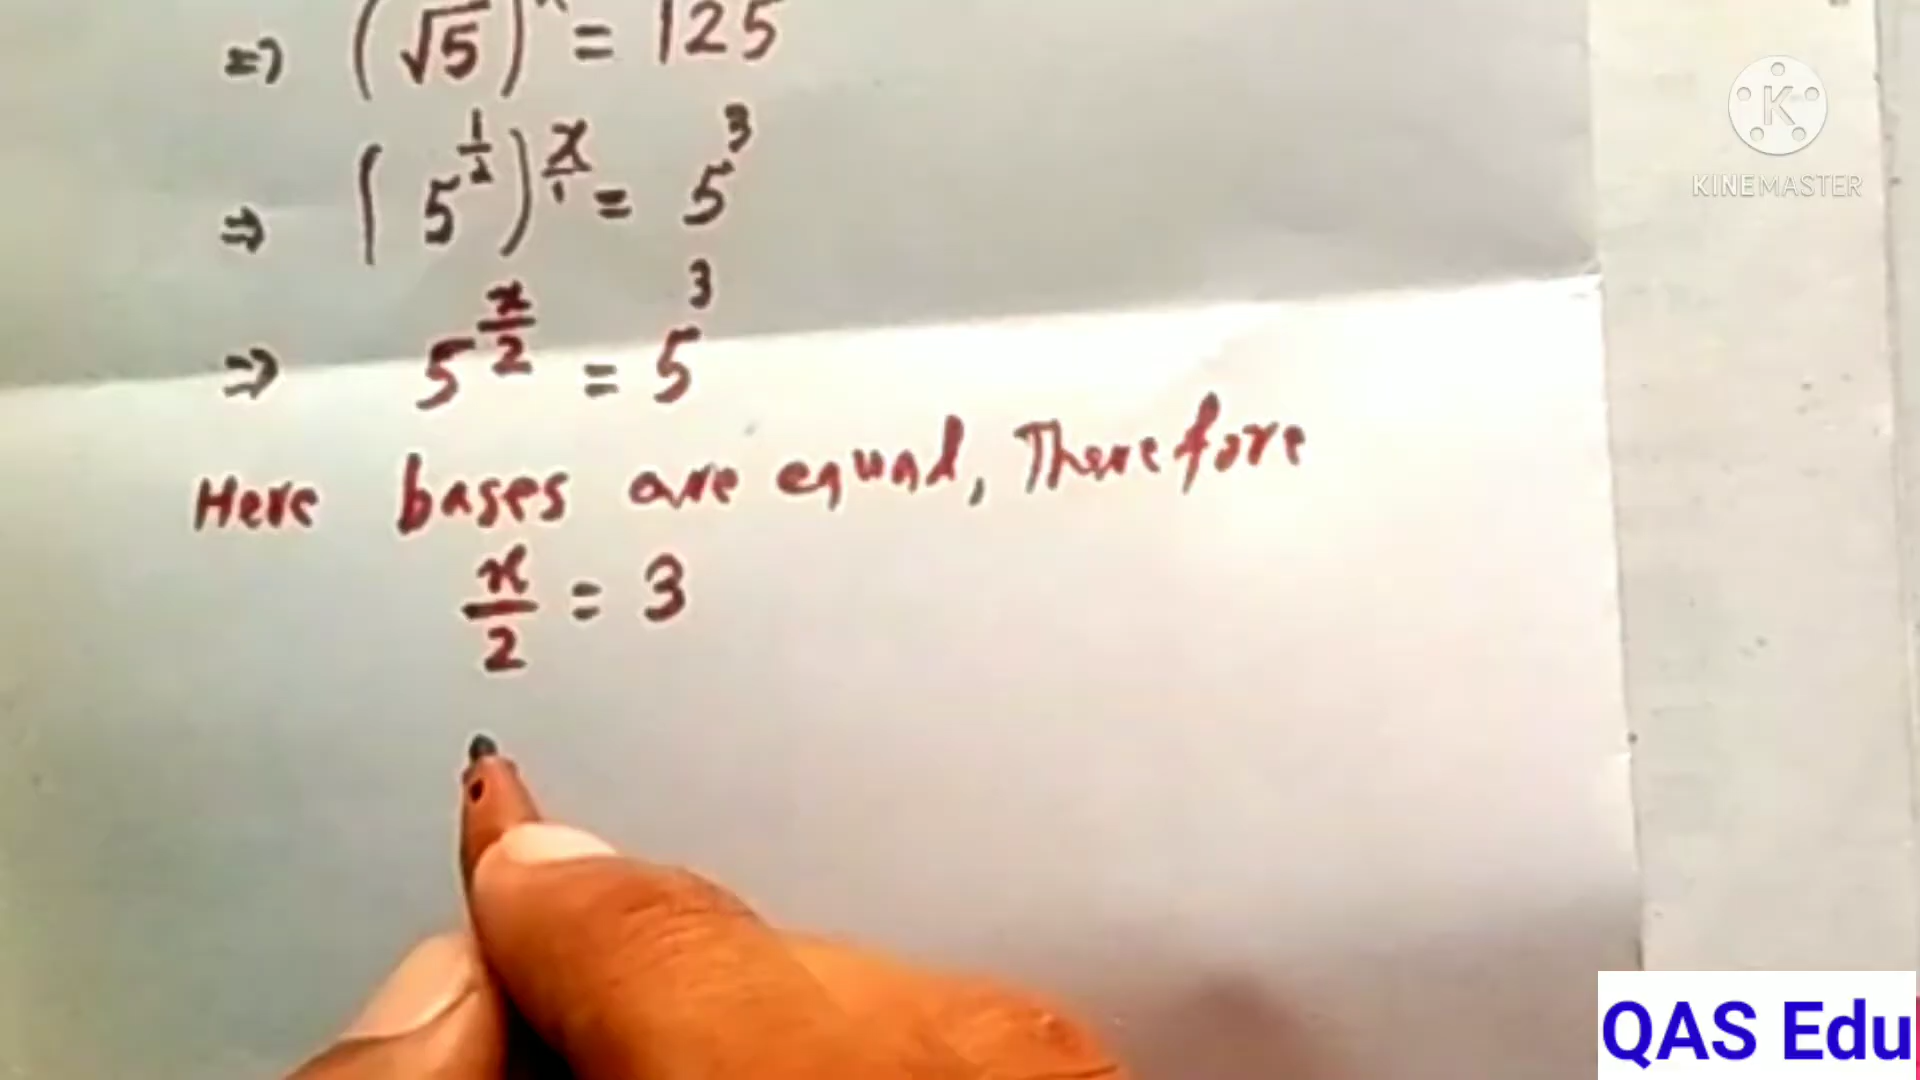 ⇒ (√5)^x = 125
⇒ (5^(1/2))^(x/1) = 5^3
⇒ 5^(x/2) = 5^3
Here bases are equal, Therefore
x/2 = 3
K
KINEMASTER
QAS Edu